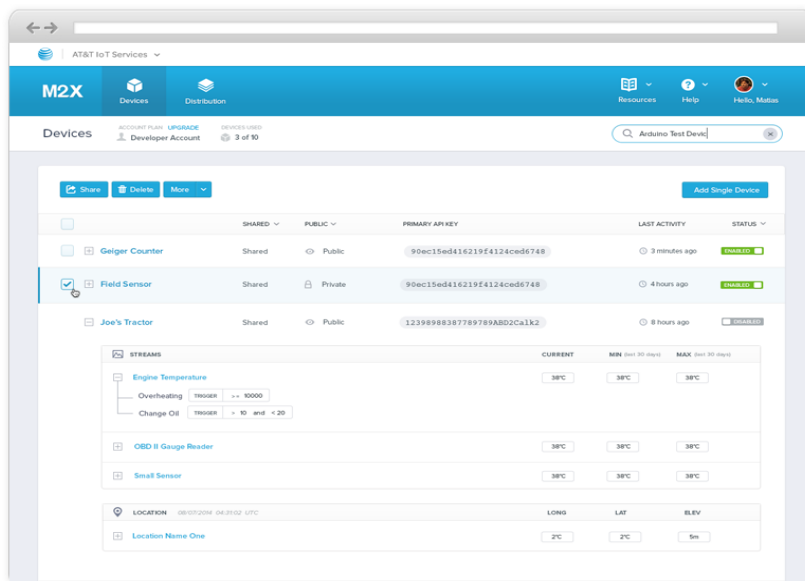 AT&T IoT Services
M2X
Devices
Distribution
Resources
Help
Hello, Matias
Devices
ACCOUNT PLAN UPGRADE
Developer Account
DEVICES USED
3 of 10
Arduino Test Devic
Share Delete More
Add Single Device
SHARED PUBLIC PRIMARY API KEY LAST ACTIVITY STATUS
Geiger Counter Shared Public 90ec15ed416219f4124ced6748 3 minutes ago ENABLED
Field Sensor Shared Private 90ec15ed416219f4124ced6748 4 hours ago ENABLED
Joe's Tractor Shared Public 12398988387789789ABD2Calk2 8 hours ago DISABLED
STREAMS CURRENT MIN (last 30 days) MAX (last 30 days)
Engine Temperature 38°C 38°C 38°C
Overheating TRIGGER >= 10000
Change Oil TRIGGER > 10 and < 20
OBD II Gauge Reader 38°C 38°C 38°C
Small Sensor 38°C 38°C 38°C
LOCATION 08/07/2014 04:31:02 UTC LONG LAT ELEV
Location Name One 2°C 2°C 5m